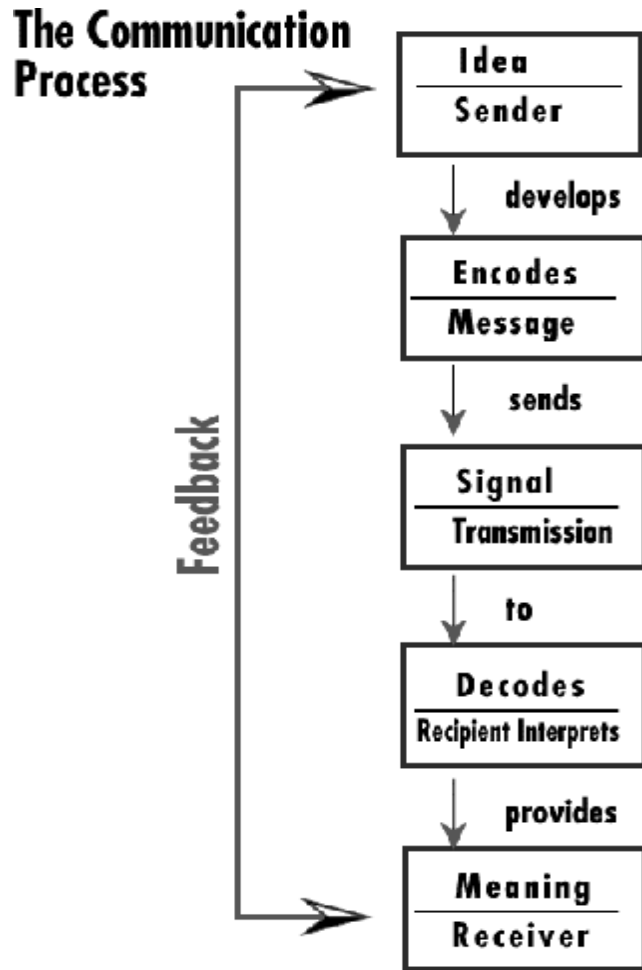 The Communication
Process
Idea
Sender
develops
Encodes
Message
sends
Signal
Transmission
to
Decodes
Recipient Interprets
provides
Meaning
Receiver
Feedback